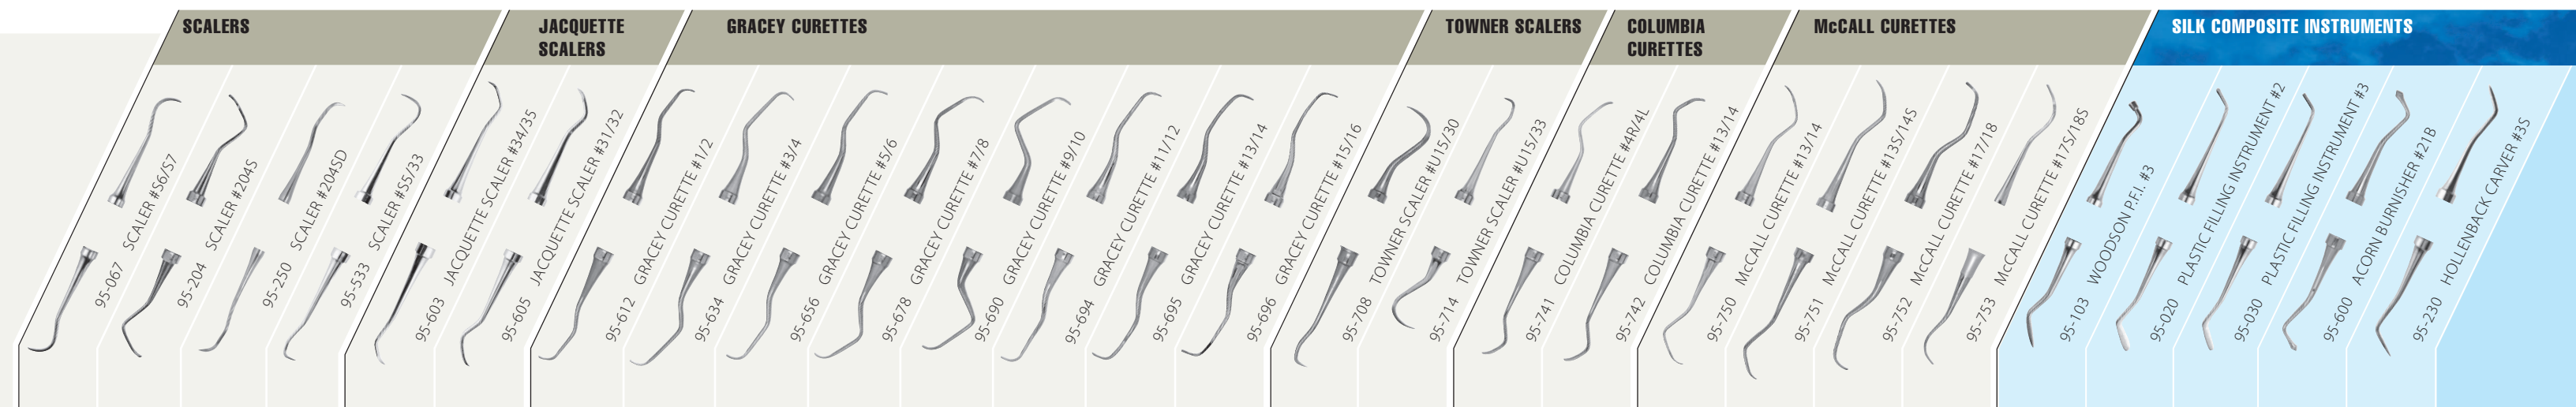 SCALERS
JACQUETTE
SCALERS
GRACEY CURETTES
TOWNER SCALERS
COLUMBIA
CURETTES
McCALL CURETTES
SILK COMPOSITE INSTRUMENTS
95-067 SCALER #S6/S7
95-204 SCALER #204S
95-250 SCALER #204SD
95-533 SCALER #S5/33
95-603 JACQUETTE SCALER #34/35
95-605 JACQUETTE SCALER #31/32
95-612 GRACEY CURETTE #1/2
95-634 GRACEY CURETTE #3/4
95-656 GRACEY CURETTE #5/6
95-678 GRACEY CURETTE #7/8
95-690 GRACEY CURETTE #9/10
95-694 GRACEY CURETTE #11/12
95-695 GRACEY CURETTE #13/14
95-696 GRACEY CURETTE #15/16
95-708 TOWNER SCALER #U15/30
95-714 TOWNER SCALER #U15/33
95-741 COLUMBIA CURETTE #4R/4L
95-742 COLUMBIA CURETTE #13/14
95-750 McCALL CURETTE #13/14
95-751 McCALL CURETTE #13S/14S
95-752 McCALL CURETTE #17/18
95-753 McCALL CURETTE #17S/18S
95-103 WOODSON P.F.I. #3
95-020 PLASTIC FILLING INSTRUMENT #2
95-030 PLASTIC FILLING INSTRUMENT #3
95-600 ACORN BURNISHER #21B
95-230 HOLLENBACK CARVER #3S